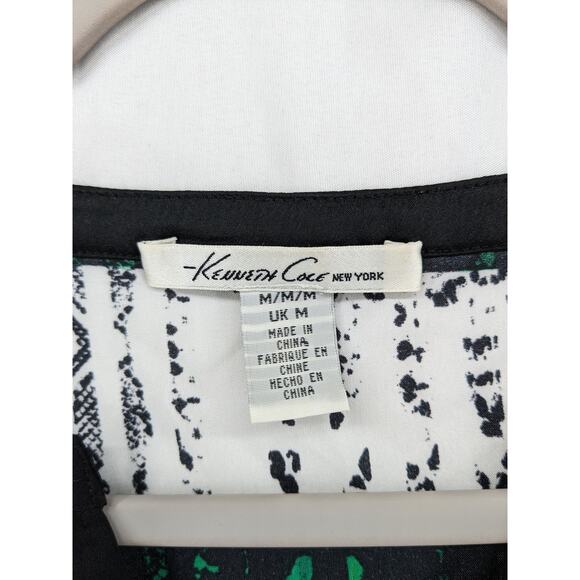 KENNETH COLE NEW YORK
M/M/M
UK M
MADE IN
CHINA
FABRIQUE EN
CHINE
HECHO EN
CHINA